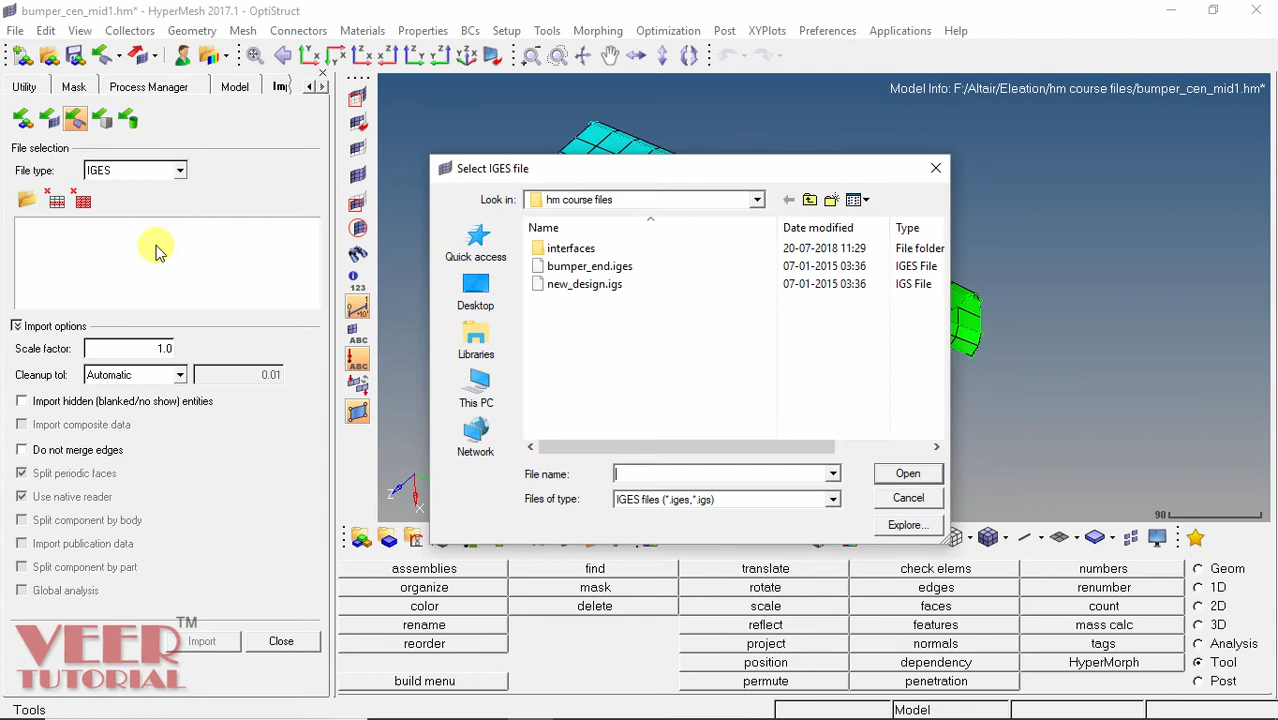 bumper_cen_mid1.hm* - HyperMesh 2017.1 - OptiStruct
File Edit View Collectors Geometry Mesh Connectors Materials Properties BCs Setup Tools Morphing Optimization Post XYPlots Preferences Applications Help
Utility Mask Process Manager Model Im
Model Info: F:/Altair/Eleation/hm course files/bumper_cen_mid1.hm*
File selection
File type: IGES
Import options
Scale factor: 1.0
Cleanup tol: Automatic 0.01
Import hidden (blanked/no show) entities
Import composite data
Do not merge edges
Split periodic faces
Use native reader
Split component by body
Import publication data
Split component by part
Global analysis
Import Close
VEER TM
TUTORIAL
123
+10
ABC
ABC
Select IGES file
Look in: hm course files
Name Date modified Type
interfaces 20-07-2018 11:29 File folder
bumper_end.iges 07-01-2015 03:36 IGES File
new_design.igs 07-01-2015 03:36 IGS File
Quick access
Desktop
Libraries
This PC
Network
File name: Open
Files of type: IGES files (*.iges,*.igs) Cancel
Explore...
Z X
90
assemblies find translate check elems numbers Geom
organize mask rotate edges renumber 1D
color delete scale faces count 2D
rename reflect features mass calc 3D
reorder project normals tags Analysis
position dependency HyperMorph Tool
build menu permute penetration Post
Tools Model